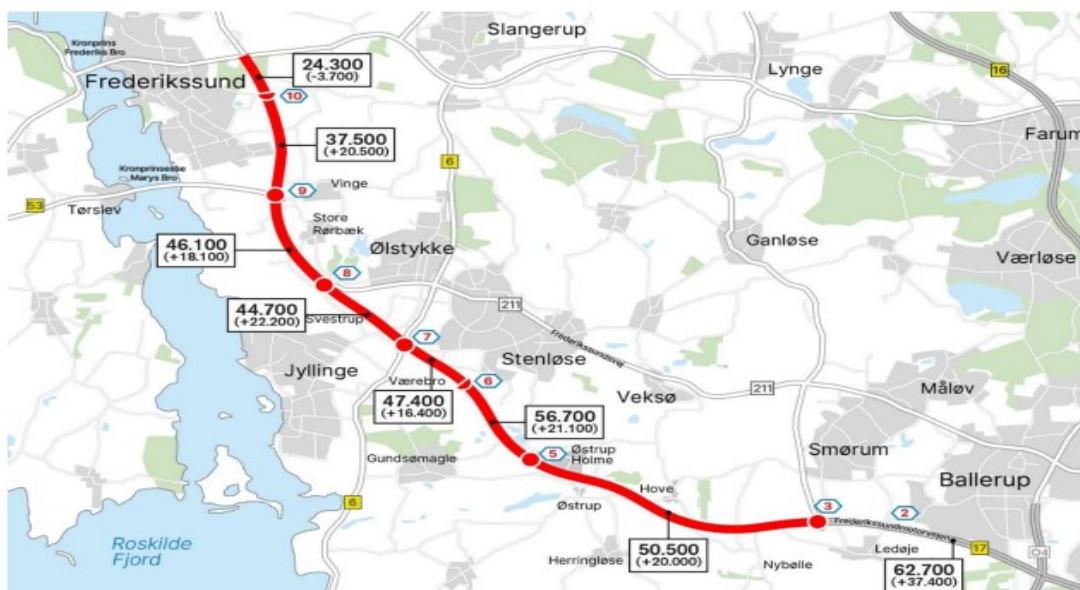 Kronprins
Frederiks Bro
Frederikssund
24.300
(-3.700)
10
Slangerup
Lynge
16
Farum
37.500
(+20.500)
6
Kronprinsesse
Marys Bro
53
Tørslev
9
Vinge
Store
Rørbæk
46.100
(+18.100)
Ølstykke
Ganløse
Værløse
8
211
44.700
(+22.200)
Svestrup
7
Frederikssundsvej
Stenløse
Jyllinge
Værebro
6
47.400
(+16.400)
Veksø
211
Måløv
56.700
(+21.100)
Gundsømagle
5
Østrup
Holme
Smørum
Ballerup
6
Østrup
Hove
3
2
Frederikssundmotorvejen
17
O4
Roskilde
Fjord
Herringløse
50.500
(+20.000)
Nybølle
Ledøje
62.700
(+37.400)